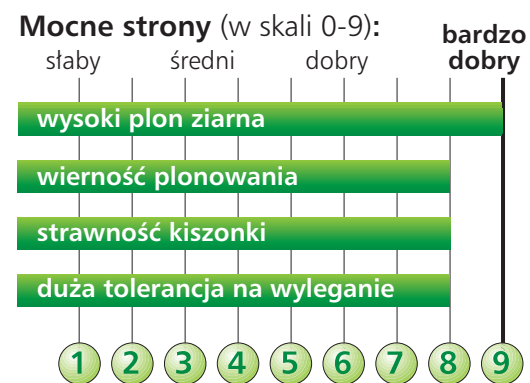 Mocne strony (w skali 0-9):
słaby średni dobry bardzo dobry
wysoki plon ziarna
wierność plonowania
strawność kiszonki
duża tolerancja na wyleganie
1 2 3 4 5 6 7 8 9